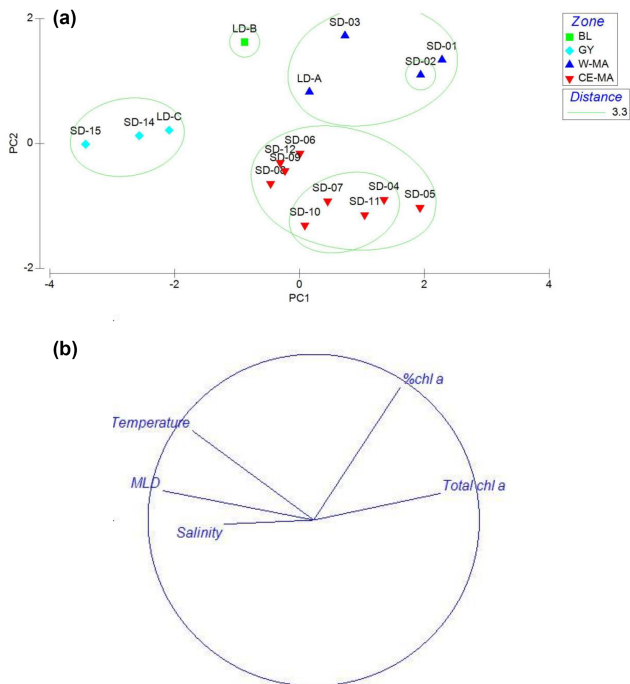 (a)
2
0
-2
PC2
-4
-2
0
2
4
PC1
LD-B
SD-03
SD-01
SD-02
LD-A
LD-C
SD-14
SD-15
SD-06
SD-12
SD-09
SD-08
SD-07
SD-04
SD-05
SD-11
SD-10
Zone
BL
GY
W-MA
CE-MA
Distance
3.3
(b)
%chl a
Temperature
MLD
Total chl a
Salinity